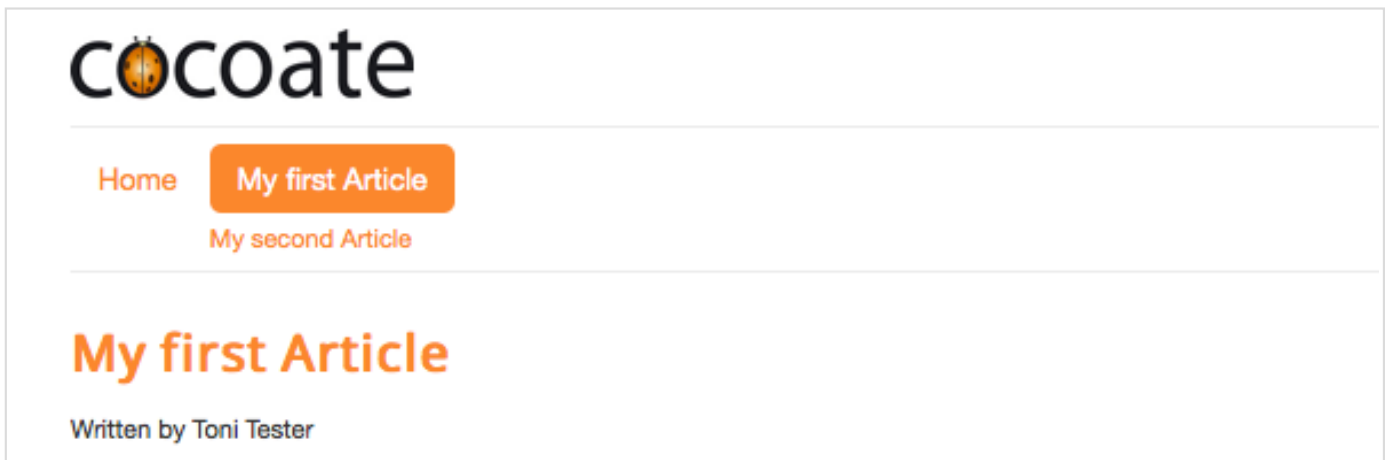 cocoate
Home My first Article
My second Article
My first Article
Written by Toni Tester